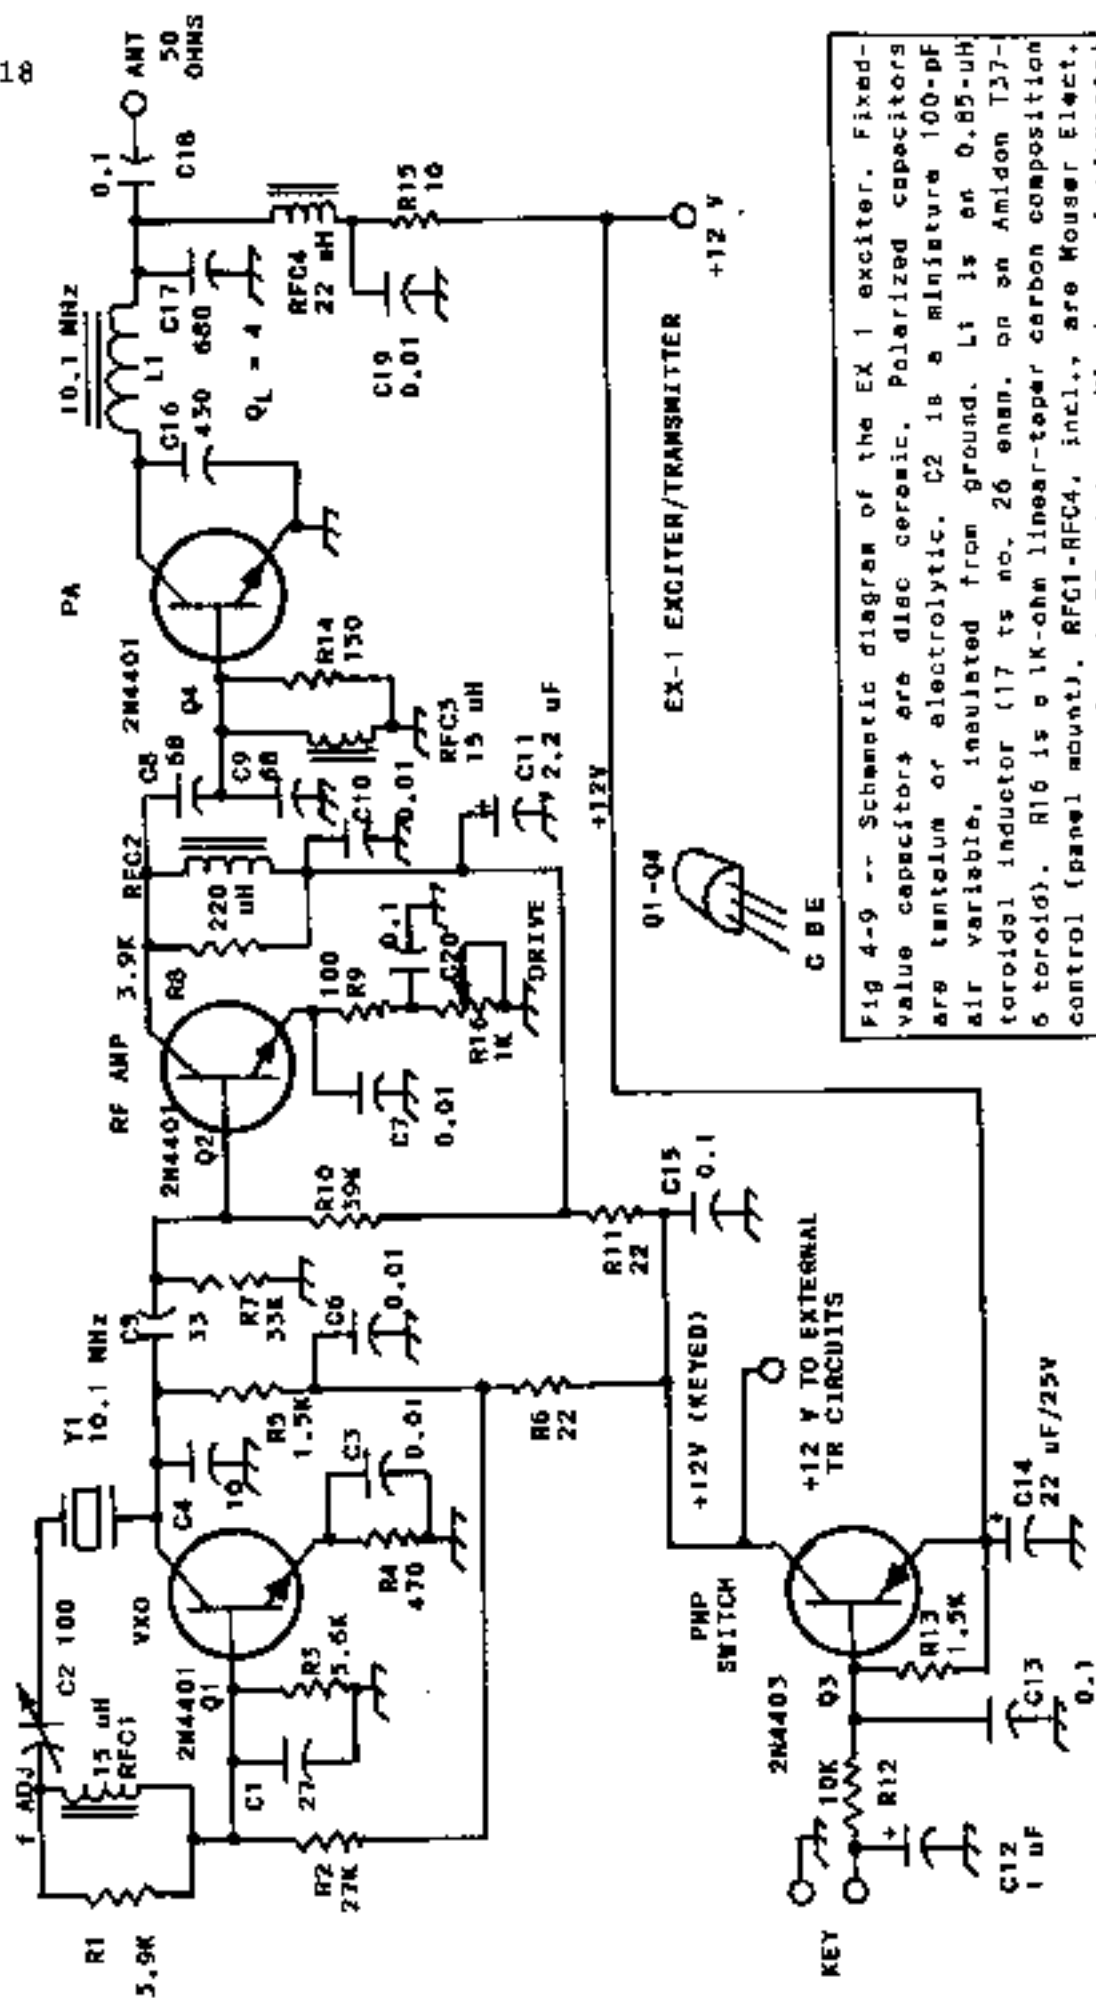 18
f ADJ
C2 100
15 uH
RFC1
R1
3.9K
Y1
10.1 MHz
VXO
2N4401
Q1
C1
27
R2
27K
R3
5.6K
R4
470
C3
0.01
C4
10
R5
1.5K
C5
33
R7
33K
C6
0.01
R6
22
RF AMP
2N4401
Q2
R10
39K
R11
22
C15
0.1
C7
0.01
3.9K
R8
100
R9
R16
1K
C20
0.1
DRIVE
RFC2
220
uH
C8
68
C9
68
C10
0.01
C11
2.2 uF
RFC3
15 uH
R14
150
2N4401
Q4
PA
10.1 MHz
L1
C16
430
C17
680
QL = 4
RFC4
22 uH
C19
0.01
R15
10
0.1
C18
ANT
50
OHMS
+12 V
+12V
EX-1 EXCITER/TRANSMITTER
Q1-Q4
C B E
+12V (KEYED)
+12 V TO EXTERNAL
TR CIRCUITS
PNP
SWITCH
2N4403
Q3
R13
1.5K
C14
22 uF/25V
C13
0.1
10K
R12
C12
1 uF
KEY
Fig 4-9 -- Schematic diagram of the EX 1 exciter. Fixed-
value capacitors are disc ceramic. Polarized capacitors
are tantalum or electrolytic. C2 is a miniature 100-pF
air variable, insulated from ground. L1 is an 0.85-uH
toroidal inductor (17 ts no. 26 enam. on an Amidon T37-
6 toroid). R16 is a 1K-ohm linear-taper carbon composition
control (panel mount). RFC1-RFC4, incl., are Mouser Elect.